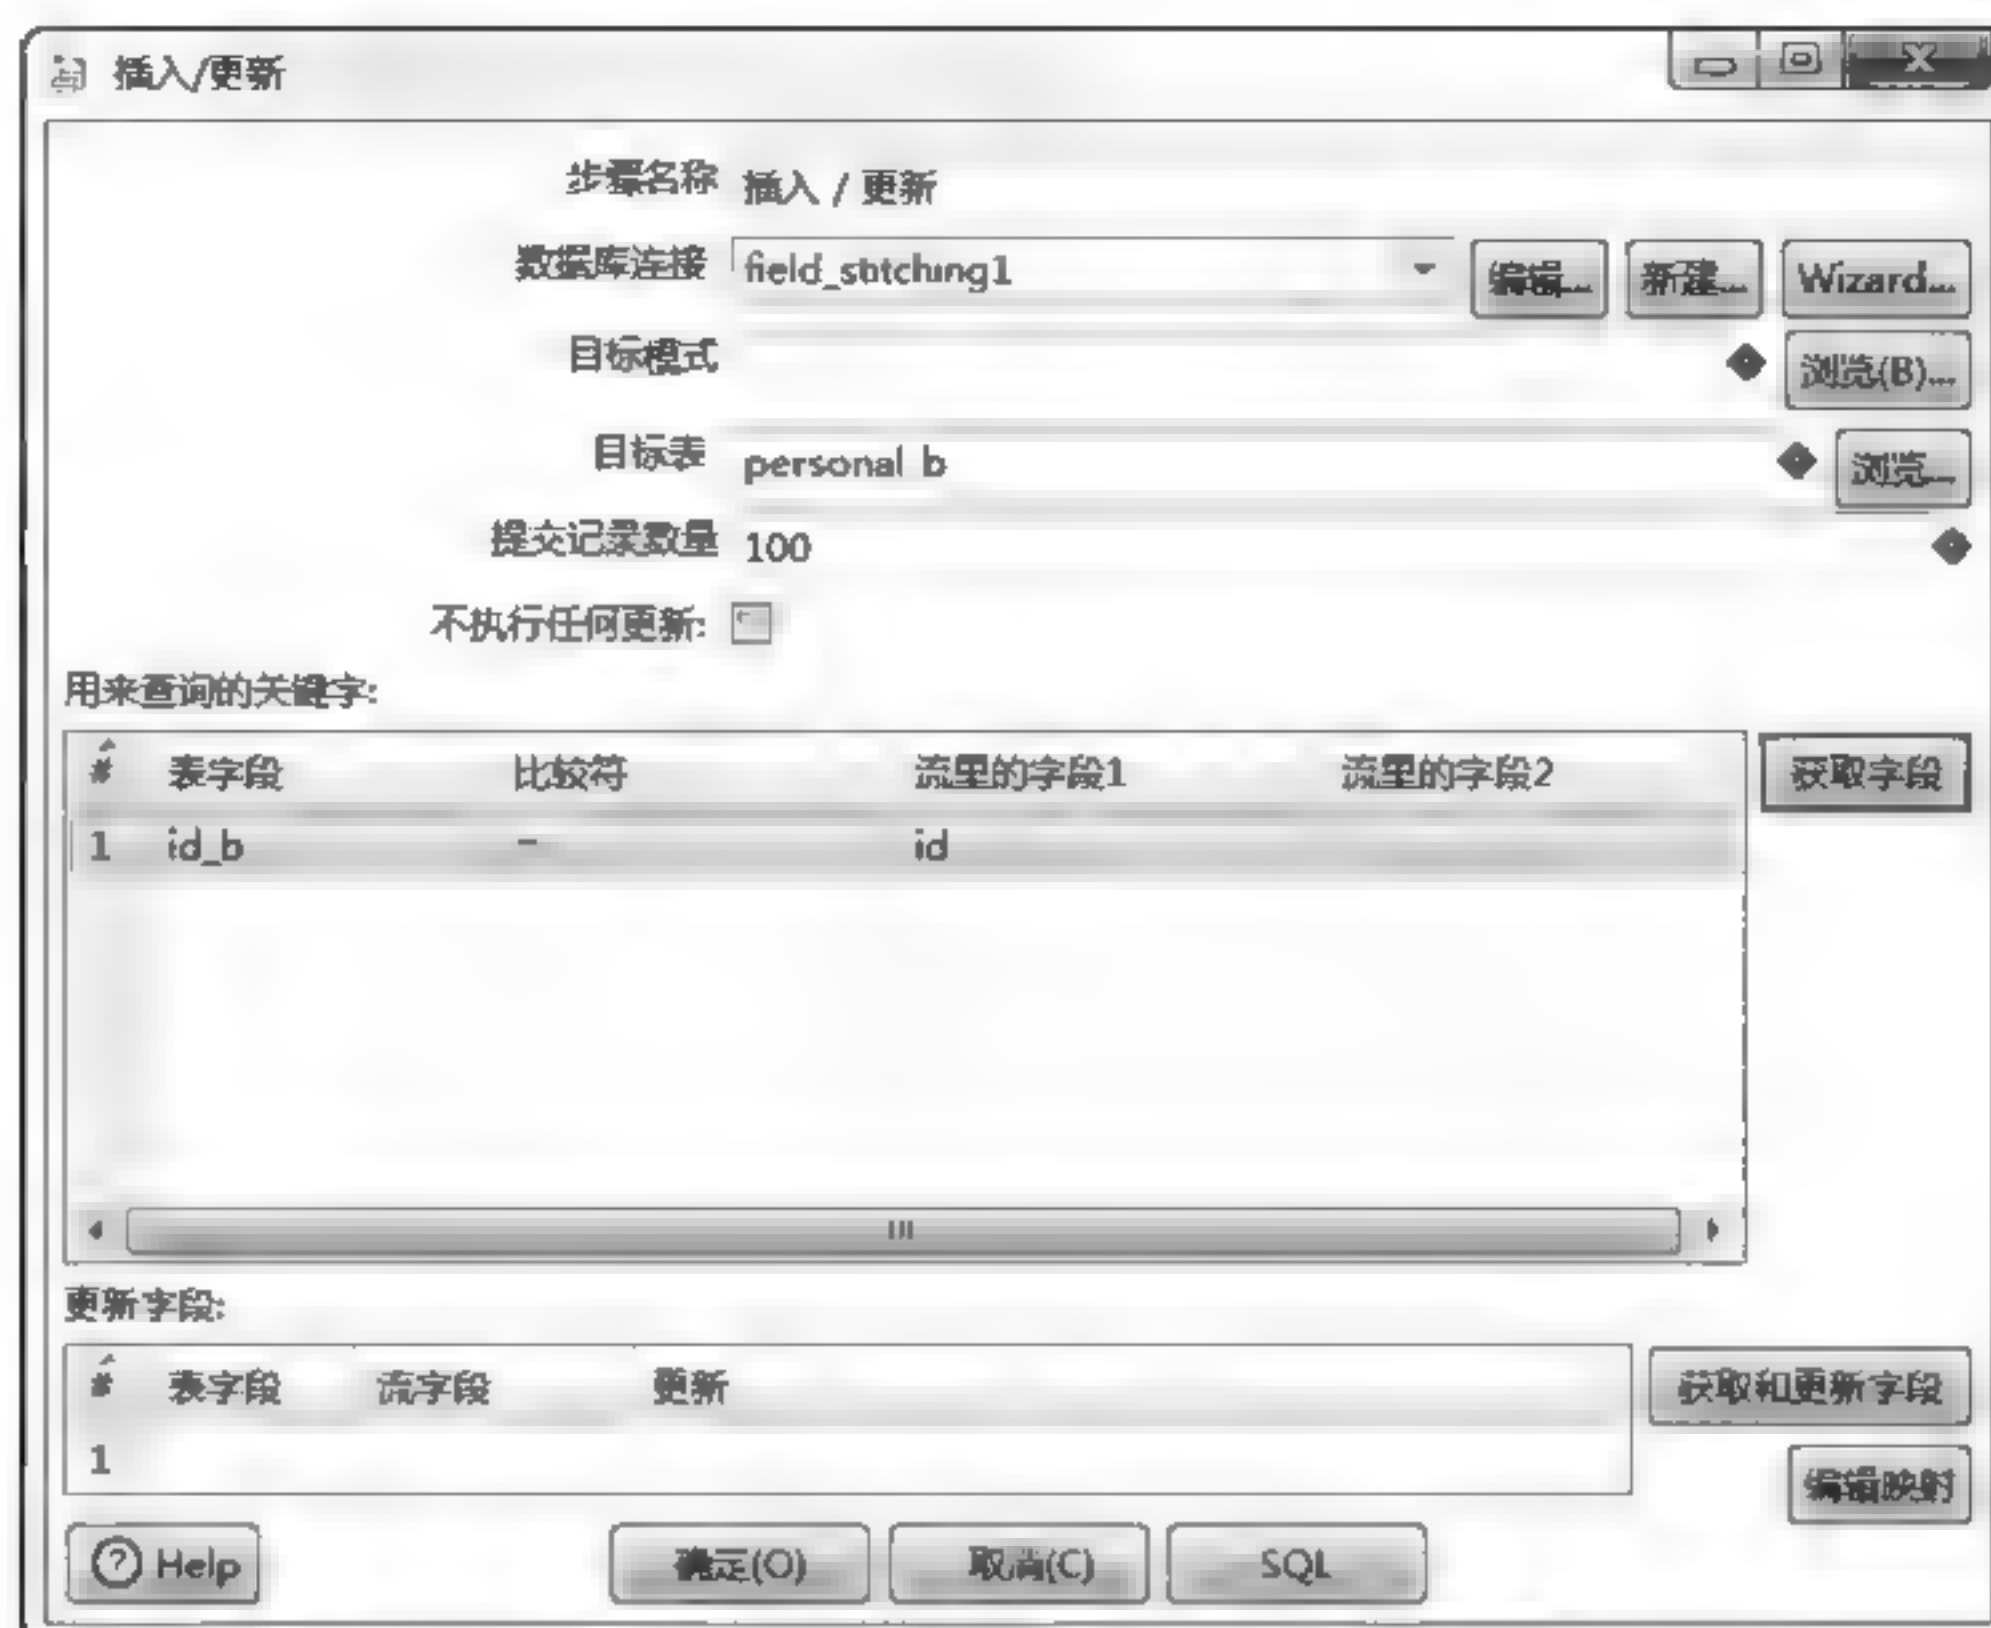 插入/更新
步骤名称 插入 / 更新
数据库连接 field_stitching1 编辑... 新建... Wizard...
目标模式 浏览(B)...
目标表 personal_b 浏览...
提交记录数量 100
不执行任何更新:
用来查询的关键字:
# 表字段 比较符 流里的字段1 流里的字段2 获取字段
1 id_b = id
更新字段:
# 表字段 流字段 更新 获取和更新字段
1
编辑映射
Help 确定(O) 取消(C) SQL